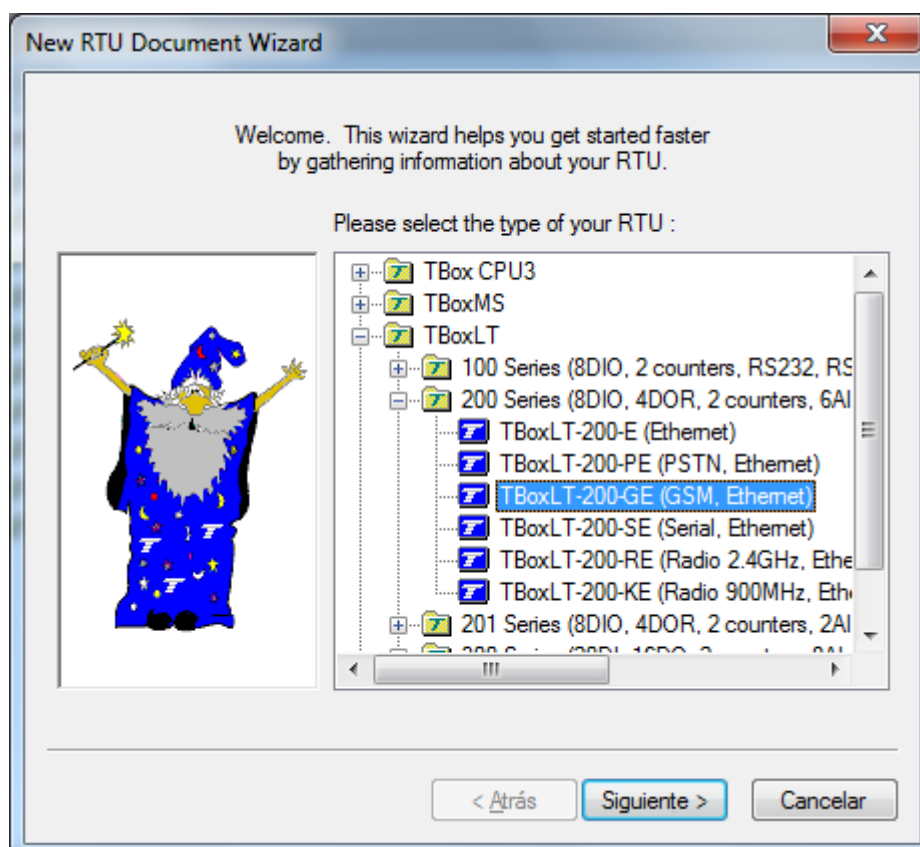 New RTU Document Wizard
Welcome. This wizard helps you get started faster
by gathering information about your RTU.
Please select the type of your RTU :
TBox CPU3
TBoxMS
TBoxLT
100 Series (8DIO, 2 counters, RS232, RS
200 Series (8DIO, 4DOR, 2 counters, 6AI
TBoxLT-200-E (Ethernet)
TBoxLT-200-PE (PSTN, Ethernet)
TBoxLT-200-GE (GSM, Ethernet)
TBoxLT-200-SE (Serial, Ethernet)
TBoxLT-200-RE (Radio 2.4GHz, Ethe
TBoxLT-200-KE (Radio 900MHz, Eth
201 Series (8DIO, 4DOR, 2 counters, 2AI
< Atrás
Siguiente >
Cancelar